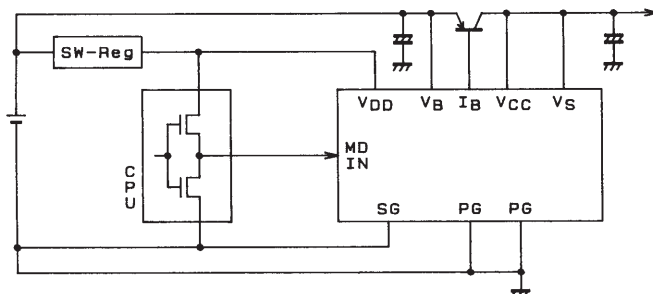 SW-Reg
VDD VB IB VCC VS
CPU
MD
IN
SG PG PG